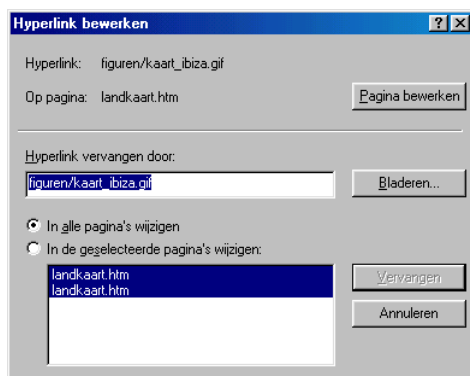 Hyperlink bewerken
Hyperlink: figuren/kaart_ibiza.gif
Op pagina: landkaart.htm
Pagina bewerken
Hyperlink vervangen door:
figuren/kaart_ibiza.gif
Bladeren...
In alle pagina's wijzigen
In de geselecteerde pagina's wijzigen:
landkaart.htm
landkaart.htm
Vervangen
Annuleren